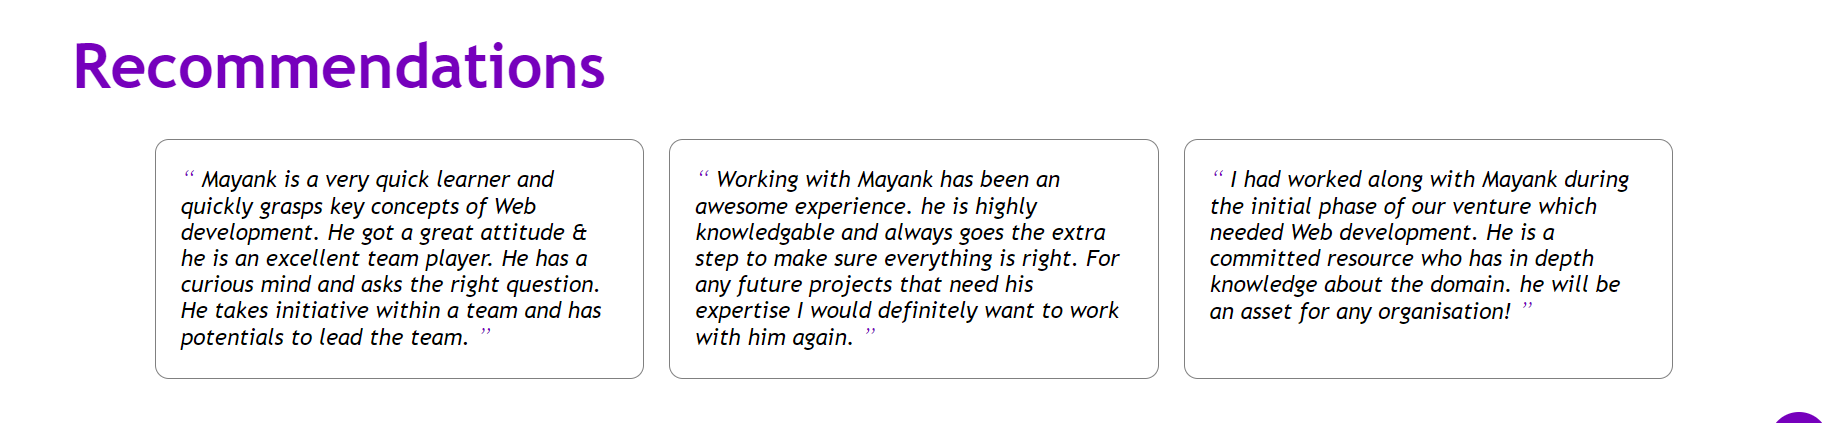 Recommendations
“ Mayank is a very quick learner and
quickly grasps key concepts of Web
development. He got a great attitude &
he is an excellent team player. He has a
curious mind and asks the right question.
He takes initiative within a team and has
potentials to lead the team. ”
“ Working with Mayank has been an
awesome experience. he is highly
knowledgable and always goes the extra
step to make sure everything is right. For
any future projects that need his
expertise I would definitely want to work
with him again. ”
“ I had worked along with Mayank during
the initial phase of our venture which
needed Web development. He is a
committed resource who has in depth
knowledge about the domain. he will be
an asset for any organisation! ”